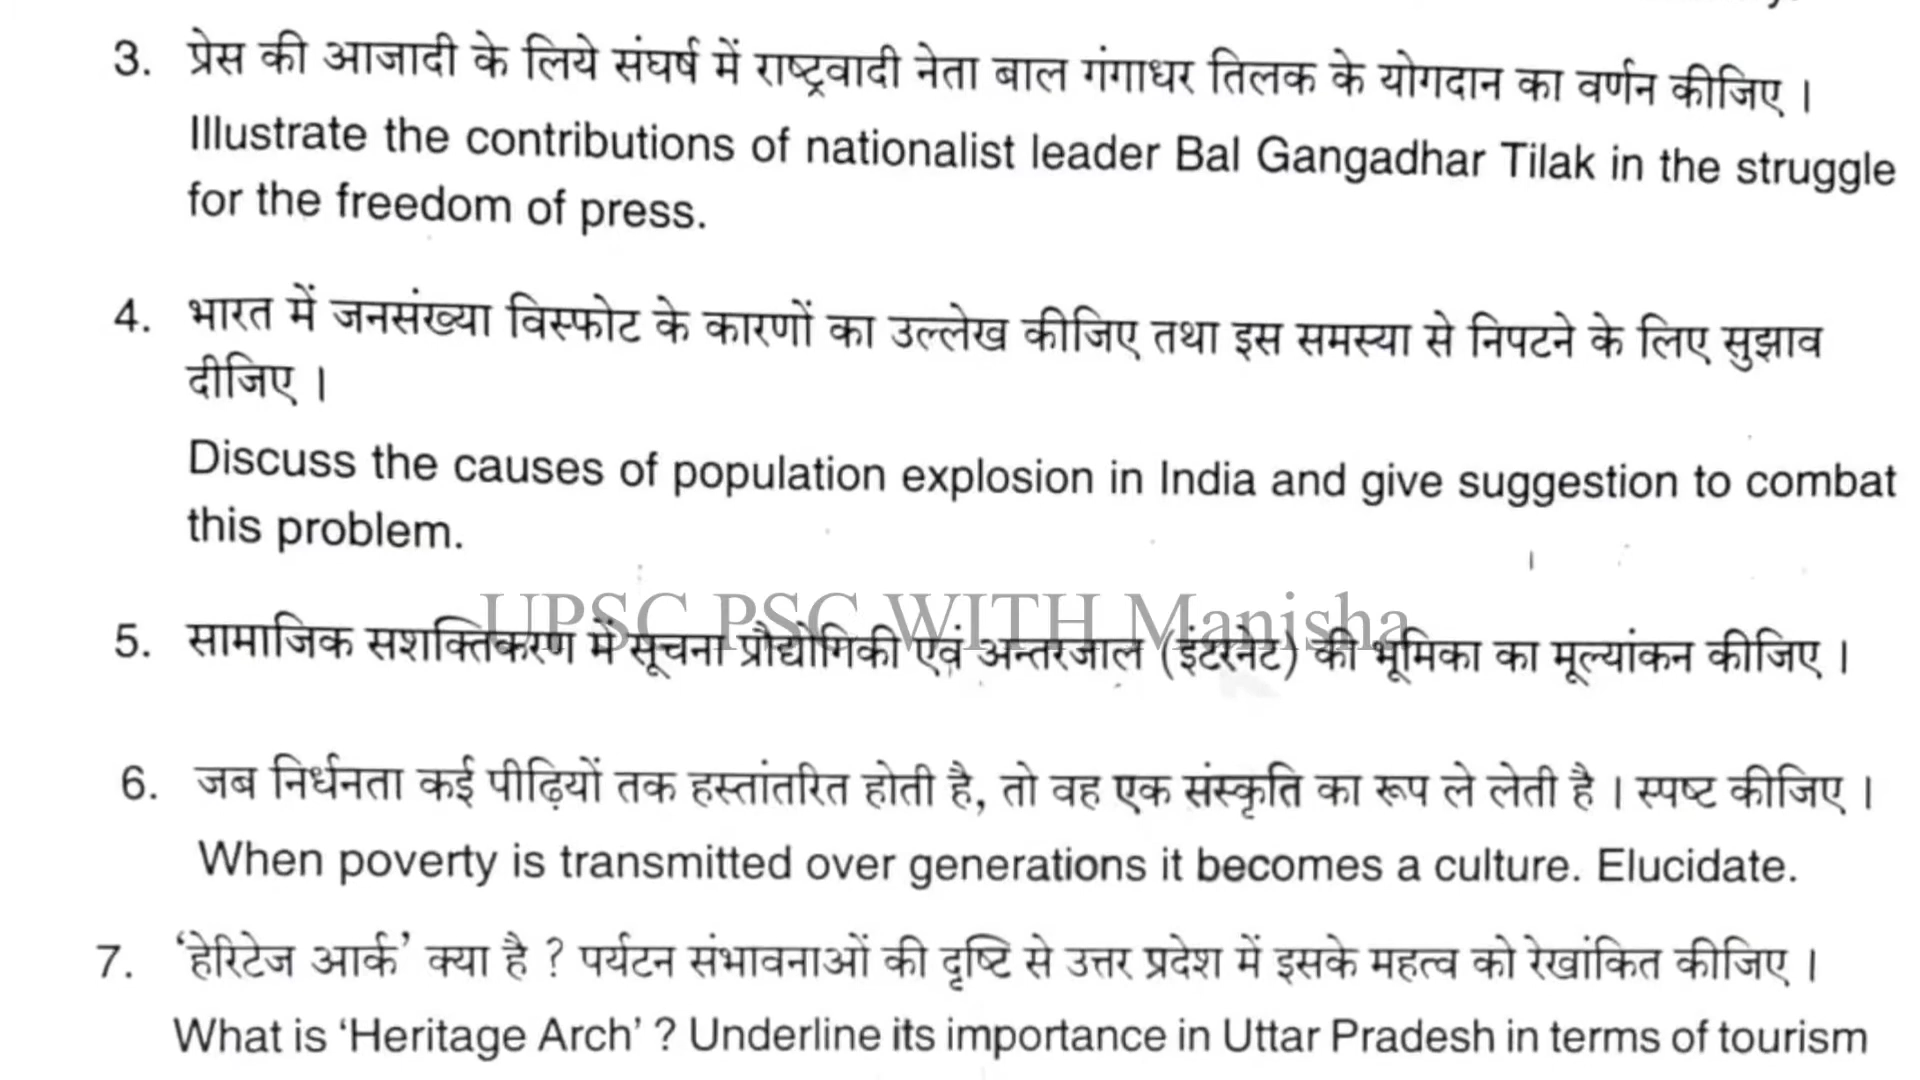 3. प्रेस की आजादी के लिये संघर्ष में राष्ट्रवादी नेता बाल गंगाधर तिलक के योगदान का वर्णन कीजिए ।
Illustrate the contributions of nationalist leader Bal Gangadhar Tilak in the struggle
for the freedom of press.
4. भारत में जनसंख्या विस्फोट के कारणों का उल्लेख कीजिए तथा इस समस्या से निपटने के लिए सुझाव
दीजिए ।
Discuss the causes of population explosion in India and give suggestion to combat
this problem.
UPSC PSC WITH Manisha
5. सामाजिक सशक्तिकरण में सूचना प्रौद्योगिकी एवं अन्तरजाल (इंटरनेट) की भूमिका का मूल्यांकन कीजिए ।
6. जब निर्धनता कई पीढ़ियों तक हस्तांतरित होती है, तो वह एक संस्कृति का रूप ले लेती है । स्पष्ट कीजिए ।
When poverty is transmitted over generations it becomes a culture. Elucidate.
7. ‘हेरिटेज आर्क’ क्या है ? पर्यटन संभावनाओं की दृष्टि से उत्तर प्रदेश में इसके महत्व को रेखांकित कीजिए ।
What is ‘Heritage Arch’ ? Underline its importance in Uttar Pradesh in terms of tourism